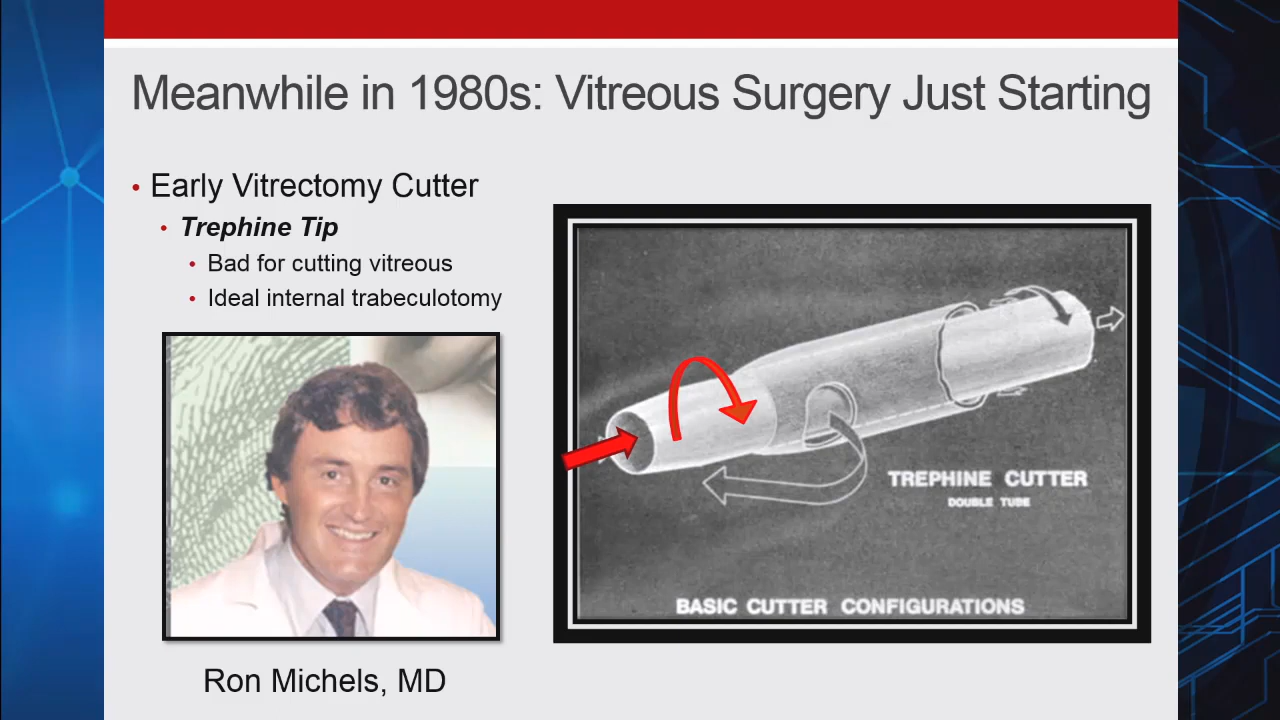 Meanwhile in 1980s: Vitreous Surgery Just Starting
• Early Vitrectomy Cutter
• Trephine Tip
• Bad for cutting vitreous
• Ideal internal trabeculotomy
TREPHINE CUTTER
DOUBLE TUBE
BASIC CUTTER CONFIGURATIONS
Ron Michels, MD